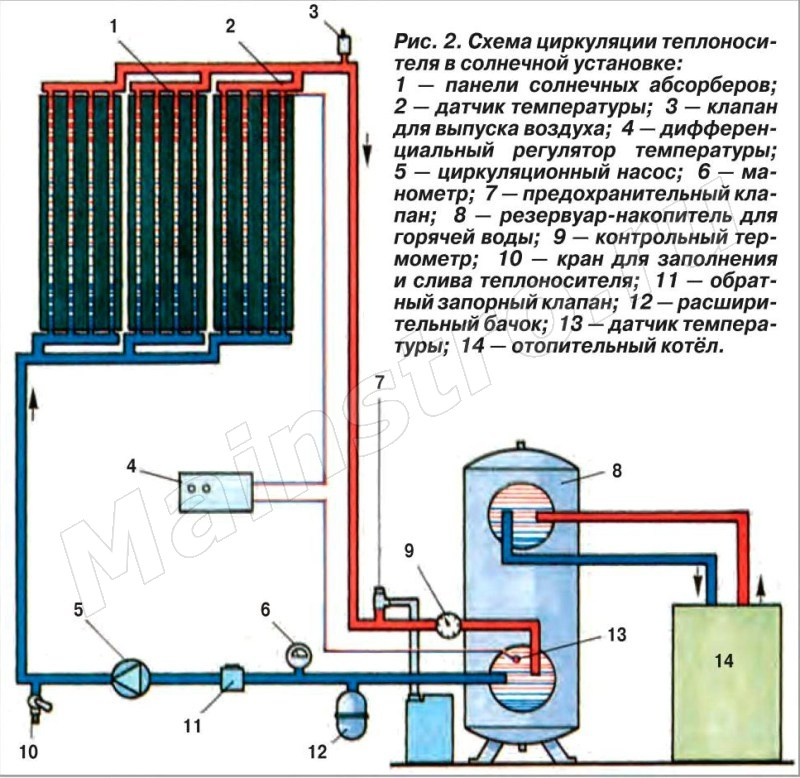 Рис. 2. Схема циркуляции теплоноси-
теля в солнечной установке:
1 — панели солнечных абсорберов;
2 — датчик температуры; 3 — клапан
для выпуска воздуха; 4 — дифферен-
циальный регулятор температуры;
5 — циркуляционный насос; 6 — ма-
нометр; 7 — предохранительный кла-
пан; 8 — резервуар-накопитель для
горячей воды; 9 — контрольный тер-
мометр; 10 — кран для заполнения
и слива теплоносителя; 11 — обрат-
ный запорный клапан; 12 — расшири-
тельный бачок; 13 — датчик темпера-
туры; 14 — отопительный котёл.
1
2
3
7
4
8
9
5
6
13
14
10
11
12
Mainstro.ru